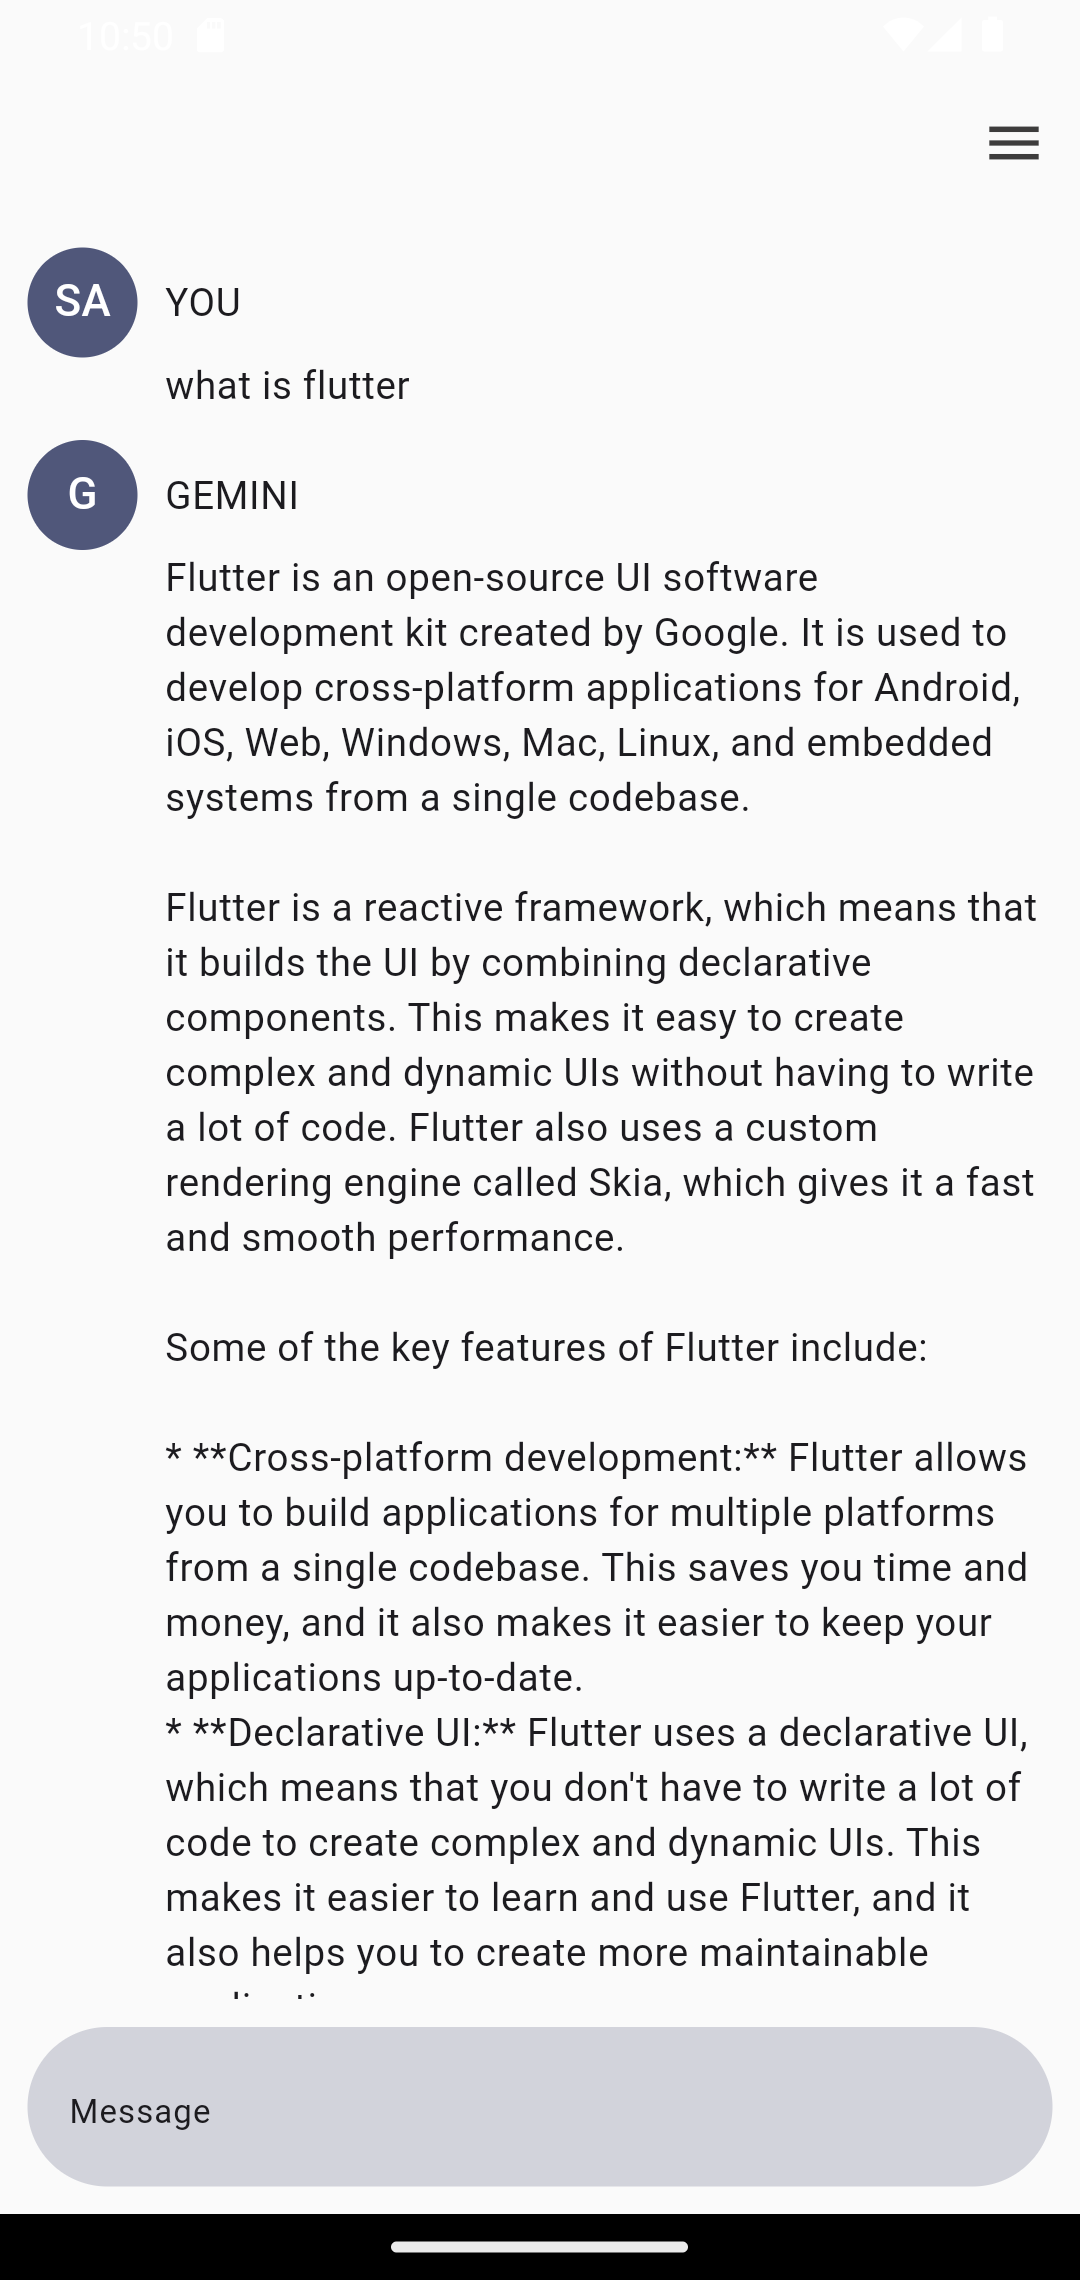 10:50
SA YOU
what is flutter
G GEMINI
Flutter is an open-source UI software
development kit created by Google. It is used to
develop cross-platform applications for Android,
iOS, Web, Windows, Mac, Linux, and embedded
systems from a single codebase.
Flutter is a reactive framework, which means that
it builds the UI by combining declarative
components. This makes it easy to create
complex and dynamic UIs without having to write
a lot of code. Flutter also uses a custom
rendering engine called Skia, which gives it a fast
and smooth performance.
Some of the key features of Flutter include:
* **Cross-platform development:** Flutter allows
you to build applications for multiple platforms
from a single codebase. This saves you time and
money, and it also makes it easier to keep your
applications up-to-date.
* **Declarative UI:** Flutter uses a declarative UI,
which means that you don't have to write a lot of
code to create complex and dynamic UIs. This
makes it easier to learn and use Flutter, and it
also helps you to create more maintainable
Message